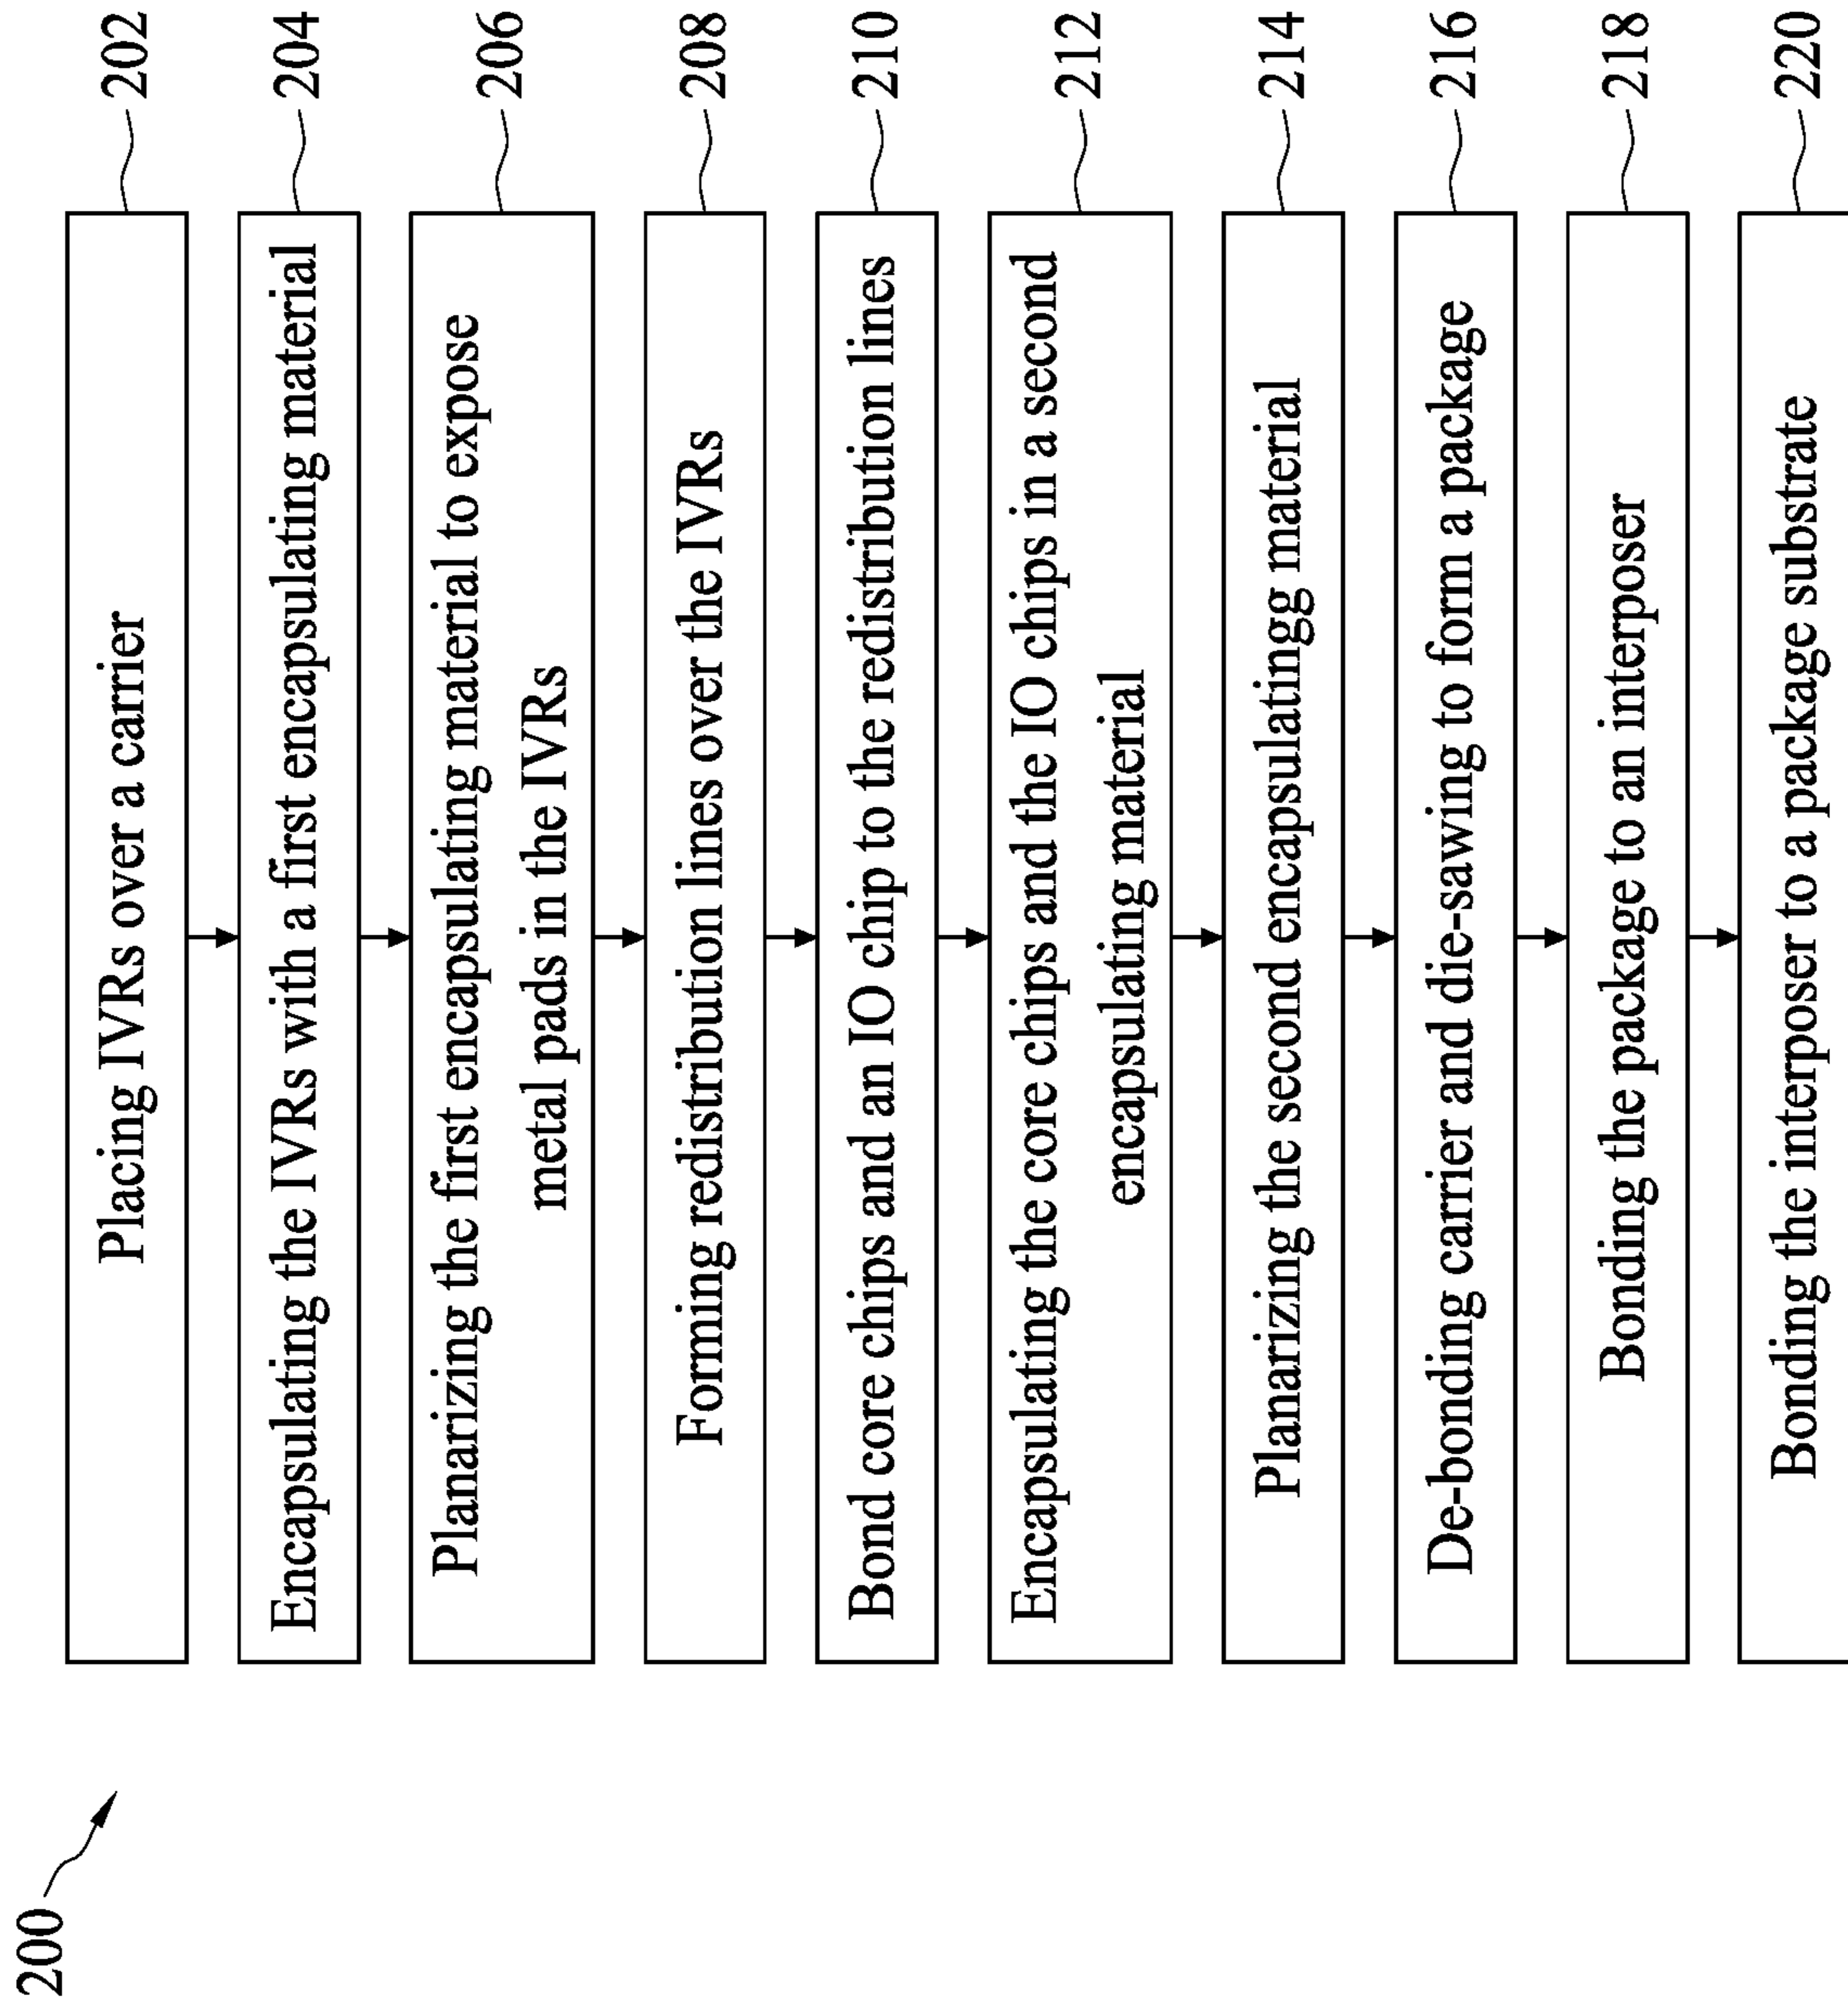 200
Placing IVRs over a carrier
202
Encapsulating the IVRs with a first encapsulating material
204
Planarizing the first encapsulating material to expose
metal pads in the IVRs
206
Forming redistribution lines over the IVRs
208
Bond core chips and an IO chip to the redistribution lines
210
Encapsulating the core chips and the IO chips in a second
encapsulating material
212
Planarizing the second encapsulatingg material
214
De-bonding carrier and die-sawing to form a package
216
Bonding the package to an interposer
218
Bonding the interposer to a package substrate
220